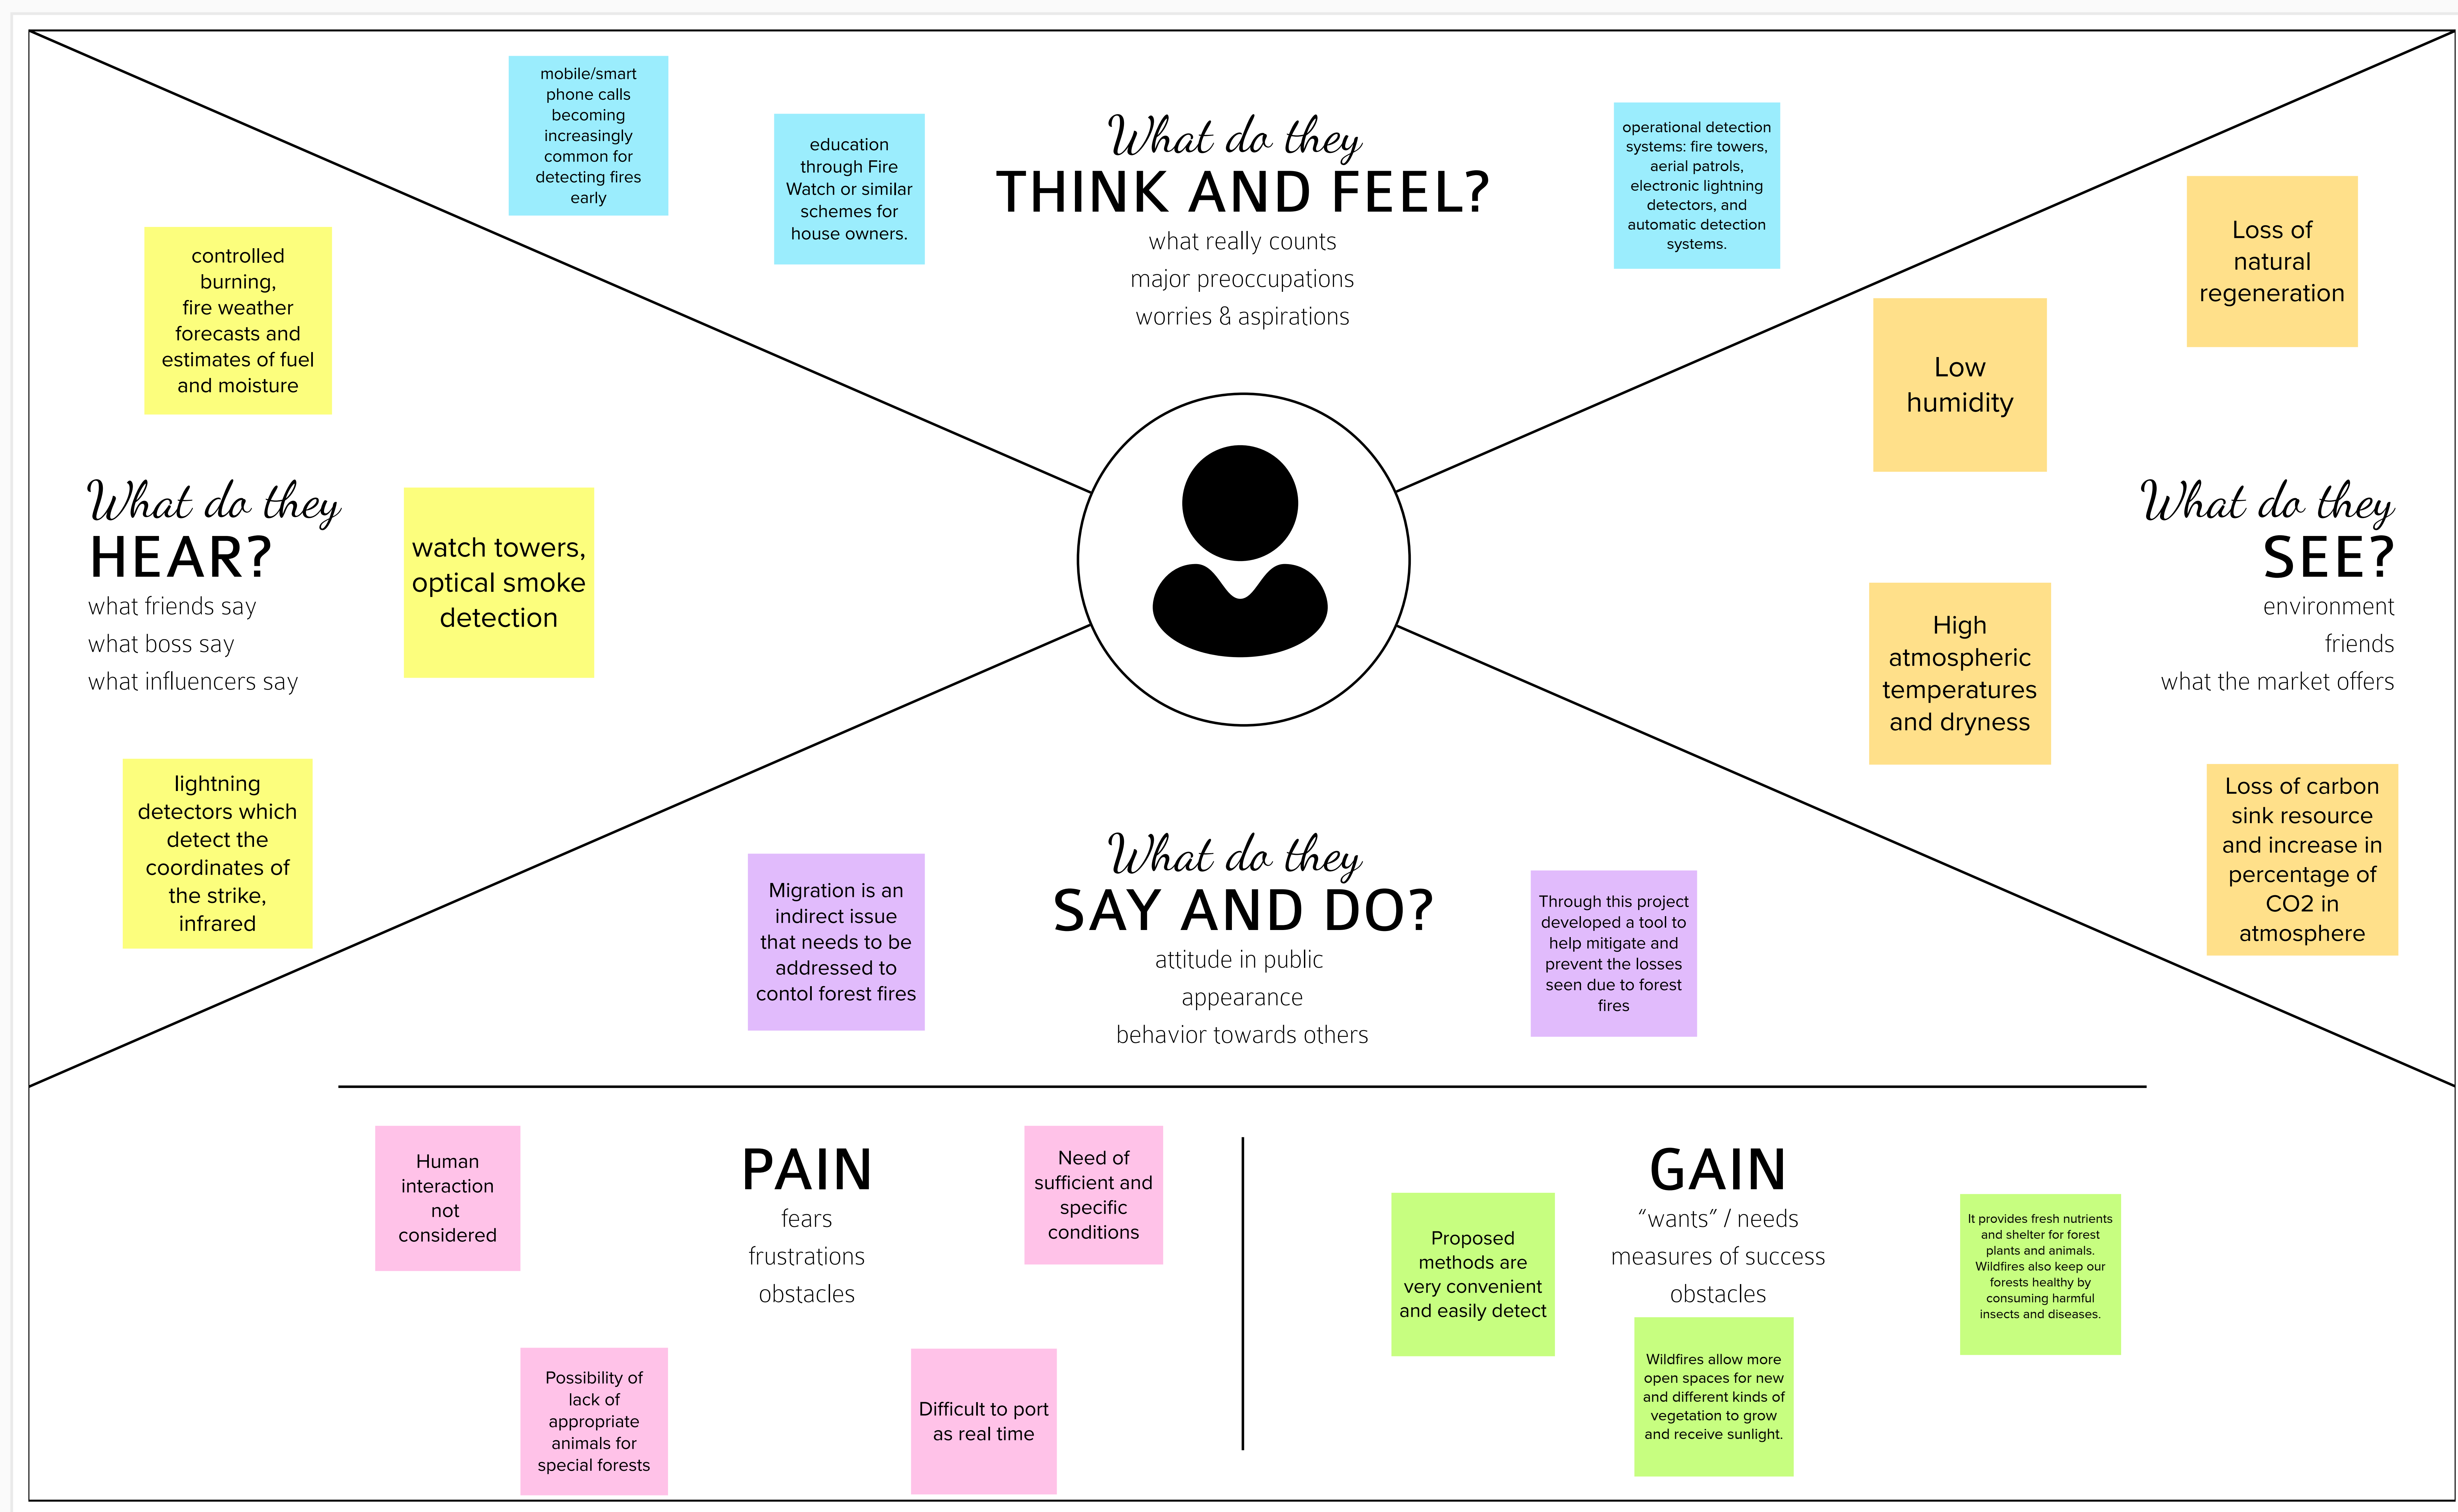 mobile/smart
phone calls
becoming
increasingly
common for
detecting fires
early
education
through Fire
Watch or similar
schemes for
house owners.
What do they
THINK AND FEEL?
what really counts
major preoccupations
worries & aspirations
operational detection
systems: fire towers,
aerial patrols,
electronic lightning
detectors, and
automatic detection
systems.
controlled
burning,
fire weather
forecasts and
estimates of fuel
and moisture
What do they
HEAR?
what friends say
what boss say
what influencers say
watch towers,
optical smoke
detection
lightning
detectors which
detect the
coordinates of
the strike,
infrared
Loss of
natural
regeneration
Low
humidity
What do they
SEE?
environment
friends
what the market offers
High
atmospheric
temperatures
and dryness
Loss of carbon
sink resource
and increase in
percentage of
CO2 in
atmosphere
Migration is an
indirect issue
that needs to be
addressed to
contol forest fires
What do they
SAY AND DO?
attitude in public
appearance
behavior towards others
Through this project
developed a tool to
help mitigate and
prevent the losses
seen due to forest
fires
Human
interaction
not
considered
PAIN
fears
frustrations
obstacles
Need of
sufficient and
specific
conditions
Possibility of
lack of
appropriate
animals for
special forests
Difficult to port
as real time
Proposed
methods are
very convenient
and easily detect
GAIN
“wants” / needs
measures of success
obstacles
Wildfires allow more
open spaces for new
and different kinds of
vegetation to grow
and receive sunlight.
It provides fresh nutrients
and shelter for forest
plants and animals.
Wildfires also keep our
forests healthy by
consuming harmful
insects and diseases.